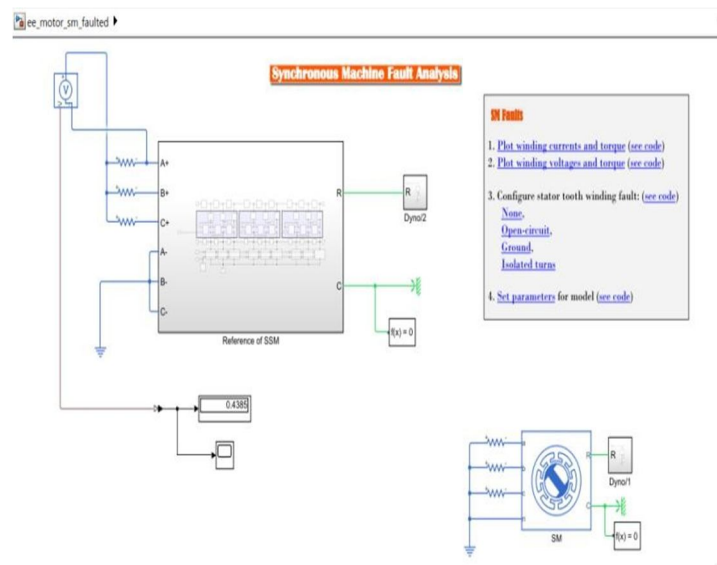 ee_motor_sm_faulted
Synchronous Machine Fault Analysis
SM Faults
1. Plot winding currents and torque (see code)
2. Plot winding voltages and torque (see code)
3. Configure stator tooth winding fault: (see code)
None,
Open-circuit,
Ground,
Isolated turns
4. Set parameters for model (see code)
V
A+
B+
C+
A-
B-
C-
R
C
R
Dyno/2
f(x) = 0
Reference of SSM
0.4385
R
Dyno/1
SM
f(x) = 0